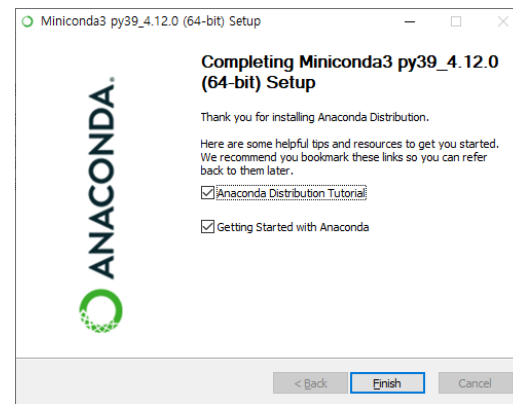 Miniconda3 py39_4.12.0 (64-bit) Setup
ANACONDA.
Completing Miniconda3 py39_4.12.0
(64-bit) Setup
Thank you for installing Anaconda Distribution.
Here are some helpful tips and resources to get you started.
We recommend you bookmark these links so you can refer
back to them later.
Anaconda Distribution Tutorial
Getting Started with Anaconda
< Back
Finish
Cancel